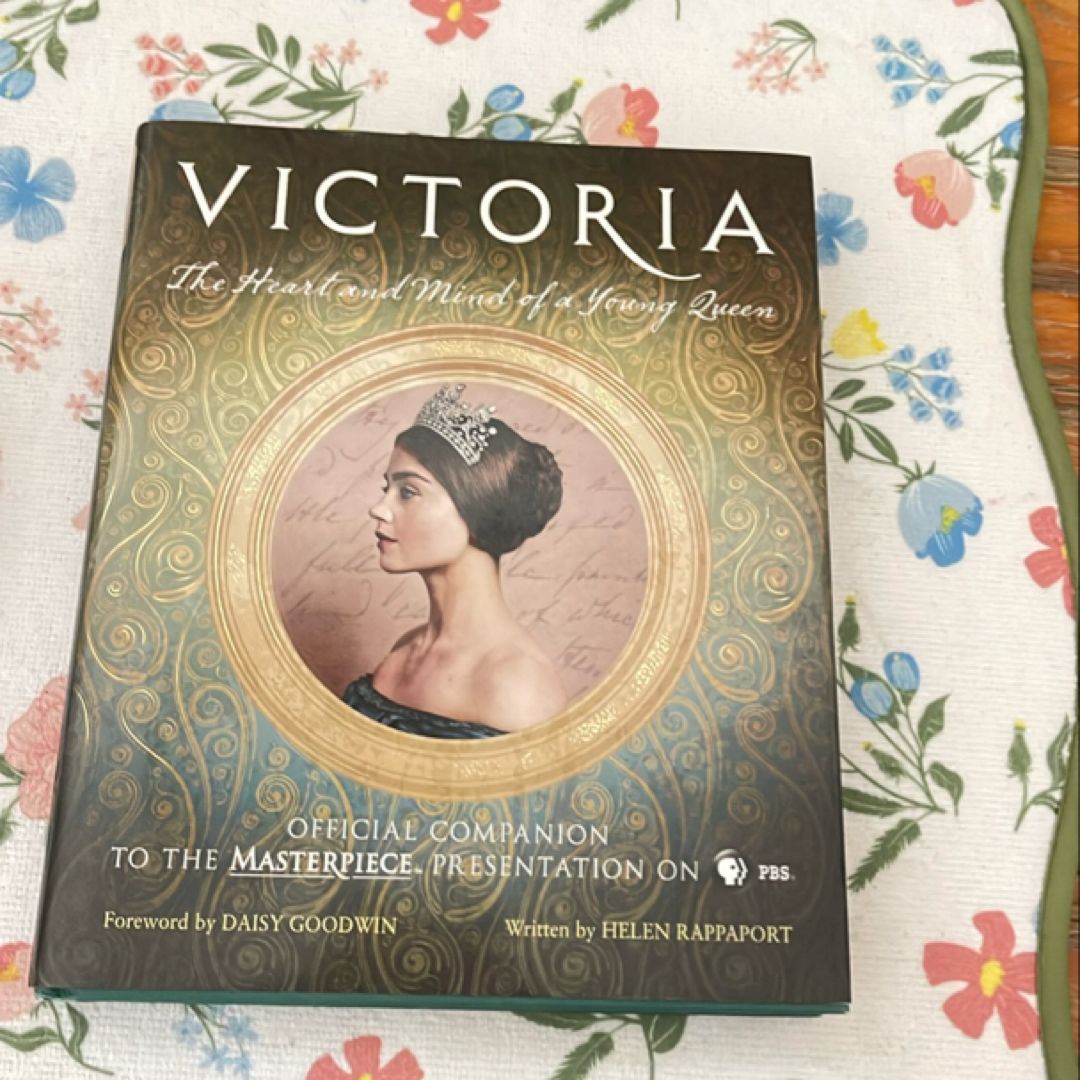 VICTORIA
The Heart and Mind of a Young Queen
OFFICIAL COMPANION
TO THE MASTERPIECE™ PRESENTATION ON PBS
Foreword by DAISY GOODWIN
Written by HELEN RAPPAPORT